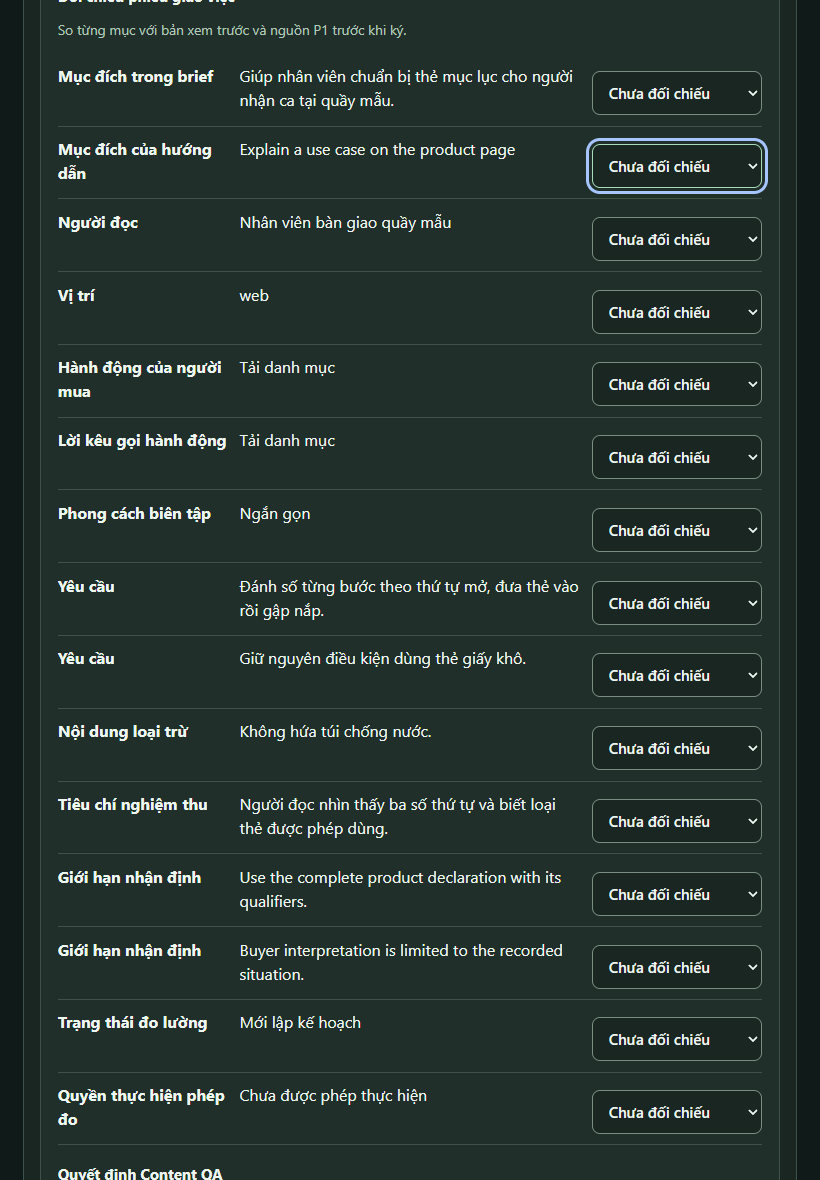 Đối chiếu phiếu giao việc
So từng mục với bản xem trước và nguồn P1 trước khi ký.
Mục đích trong brief
Giúp nhân viên chuẩn bị thẻ mục lục cho người
nhận ca tại quầy mẫu.
Chưa đối chiếu
Mục đích của hướng
dẫn
Explain a use case on the product page
Chưa đối chiếu
Người đọc
Nhân viên bàn giao quầy mẫu
Chưa đối chiếu
Vị trí
web
Chưa đối chiếu
Hành động của người
mua
Tải danh mục
Chưa đối chiếu
Lời kêu gọi hành động
Tải danh mục
Chưa đối chiếu
Phong cách biên tập
Ngắn gọn
Chưa đối chiếu
Yêu cầu
Đánh số từng bước theo thứ tự mở, đưa thẻ vào
rồi gập nắp.
Chưa đối chiếu
Yêu cầu
Giữ nguyên điều kiện dùng thẻ giấy khô.
Chưa đối chiếu
Nội dung loại trừ
Không hứa túi chống nước.
Chưa đối chiếu
Tiêu chí nghiệm thu
Người đọc nhìn thấy ba số thứ tự và biết loại
thẻ được phép dùng.
Chưa đối chiếu
Giới hạn nhận định
Use the complete product declaration with its
qualifiers.
Chưa đối chiếu
Giới hạn nhận định
Buyer interpretation is limited to the recorded
situation.
Chưa đối chiếu
Trạng thái đo lường
Mới lập kế hoạch
Chưa đối chiếu
Quyền thực hiện phép
đo
Chưa được phép thực hiện
Chưa đối chiếu
Quyết định Content QA